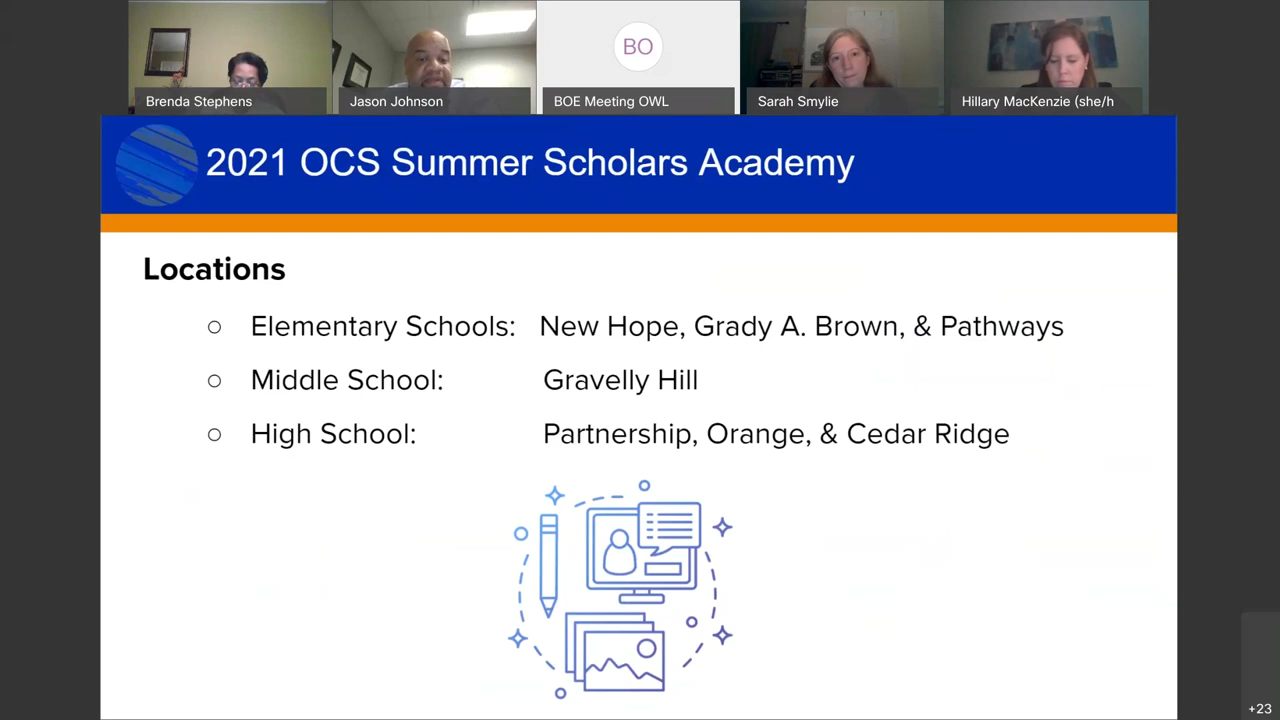 BO
Brenda Stephens
Jason Johnson
BOE Meeting OWL
Sarah Smylie
Hillary MacKenzie (she/h
2021 OCS Summer Scholars Academy
Locations
○ Elementary Schools: New Hope, Grady A. Brown, & Pathways
○ Middle School: Gravelly Hill
○ High School: Partnership, Orange, & Cedar Ridge
+23